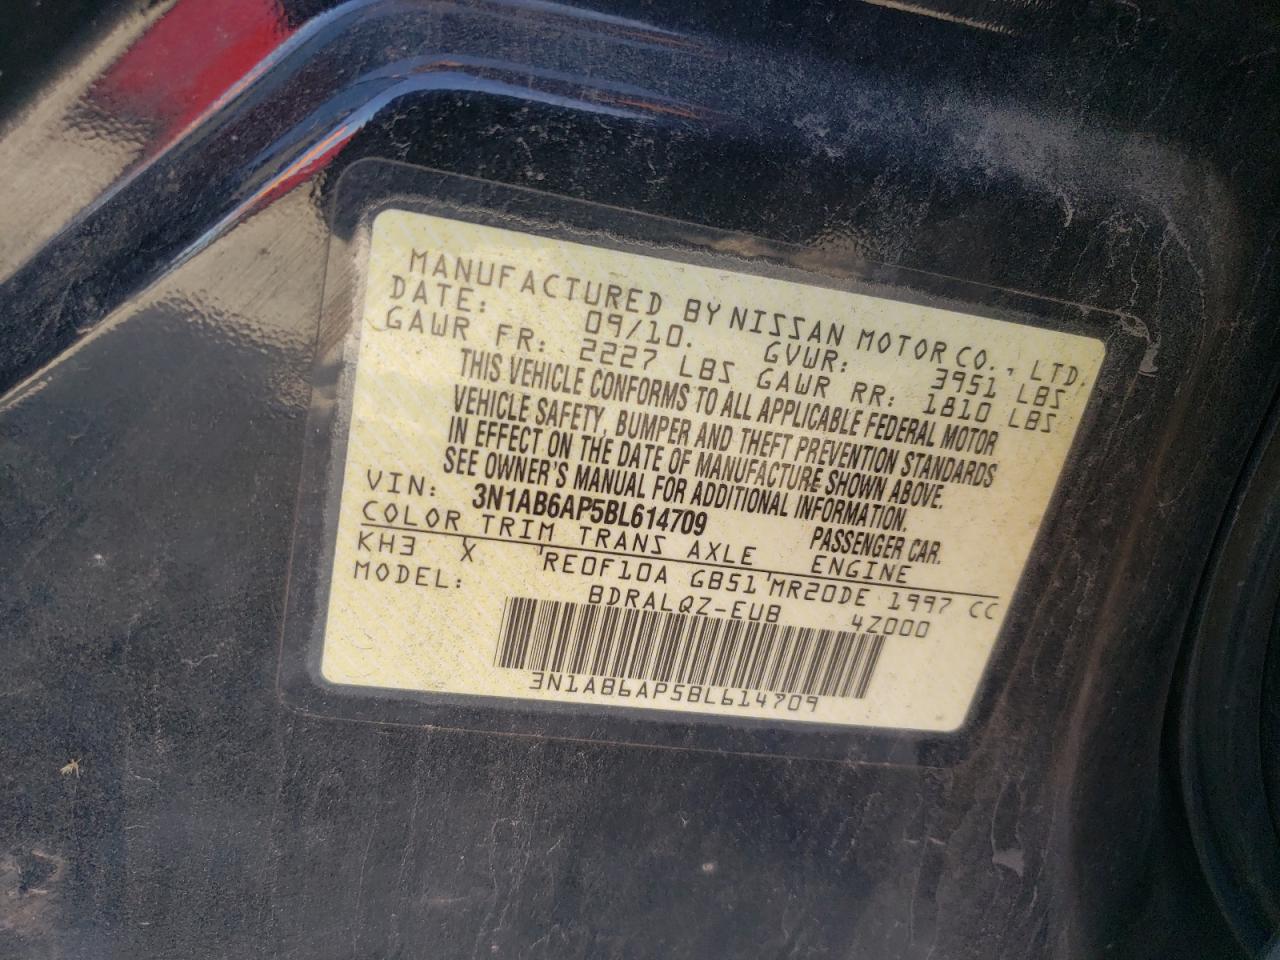 MANUFACTURED BY NISSAN MOTOR CO., LTD.
DATE: 09/10. GVWR: 3951 LBS
GAWR FR: 2227 LBS GAWR RR: 1810 LBS
THIS VEHICLE CONFORMS TO ALL APPLICABLE FEDERAL MOTOR
VEHICLE SAFETY, BUMPER AND THEFT PREVENTION STANDARDS
IN EFFECT ON THE DATE OF MANUFACTURE SHOWN ABOVE.
SEE OWNER'S MANUAL FOR ADDITIONAL INFORMATION.
VIN: 3N1AB6AP5BL614709 PASSENGER CAR.
COLOR TRIM TRANS AXLE ENGINE
KH3 X RE0F10A GB51 MR20DE 1997 CC
MODEL: BDRALQZ-EUB 4Z000
3N1AB6AP5BL614709